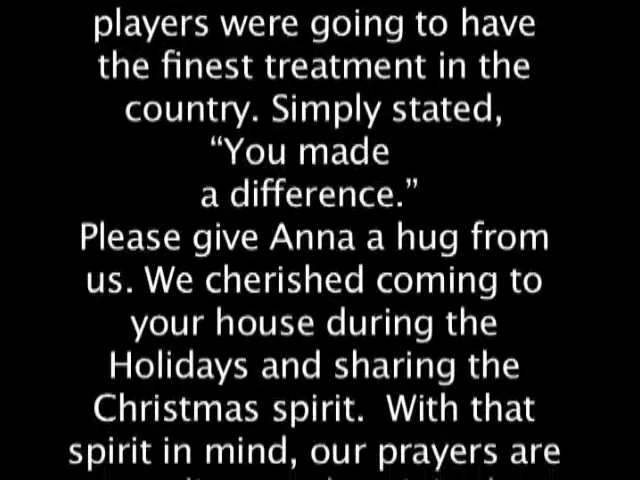 players were going to have
the finest treatment in the
country. Simply stated,
“You made
a difference.”
Please give Anna a hug from
us. We cherished coming to
your house during the
Holidays and sharing the
Christmas spirit.  With that
spirit in mind, our prayers are